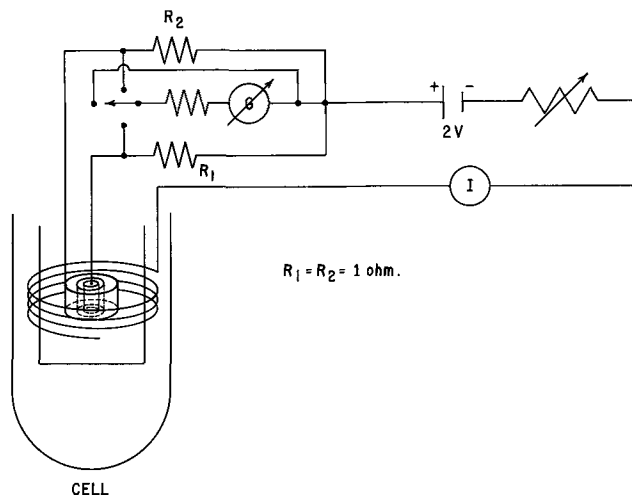 R2
G
+ -
2V
R1
I
R1 = R2 = 1 ohm.
CELL